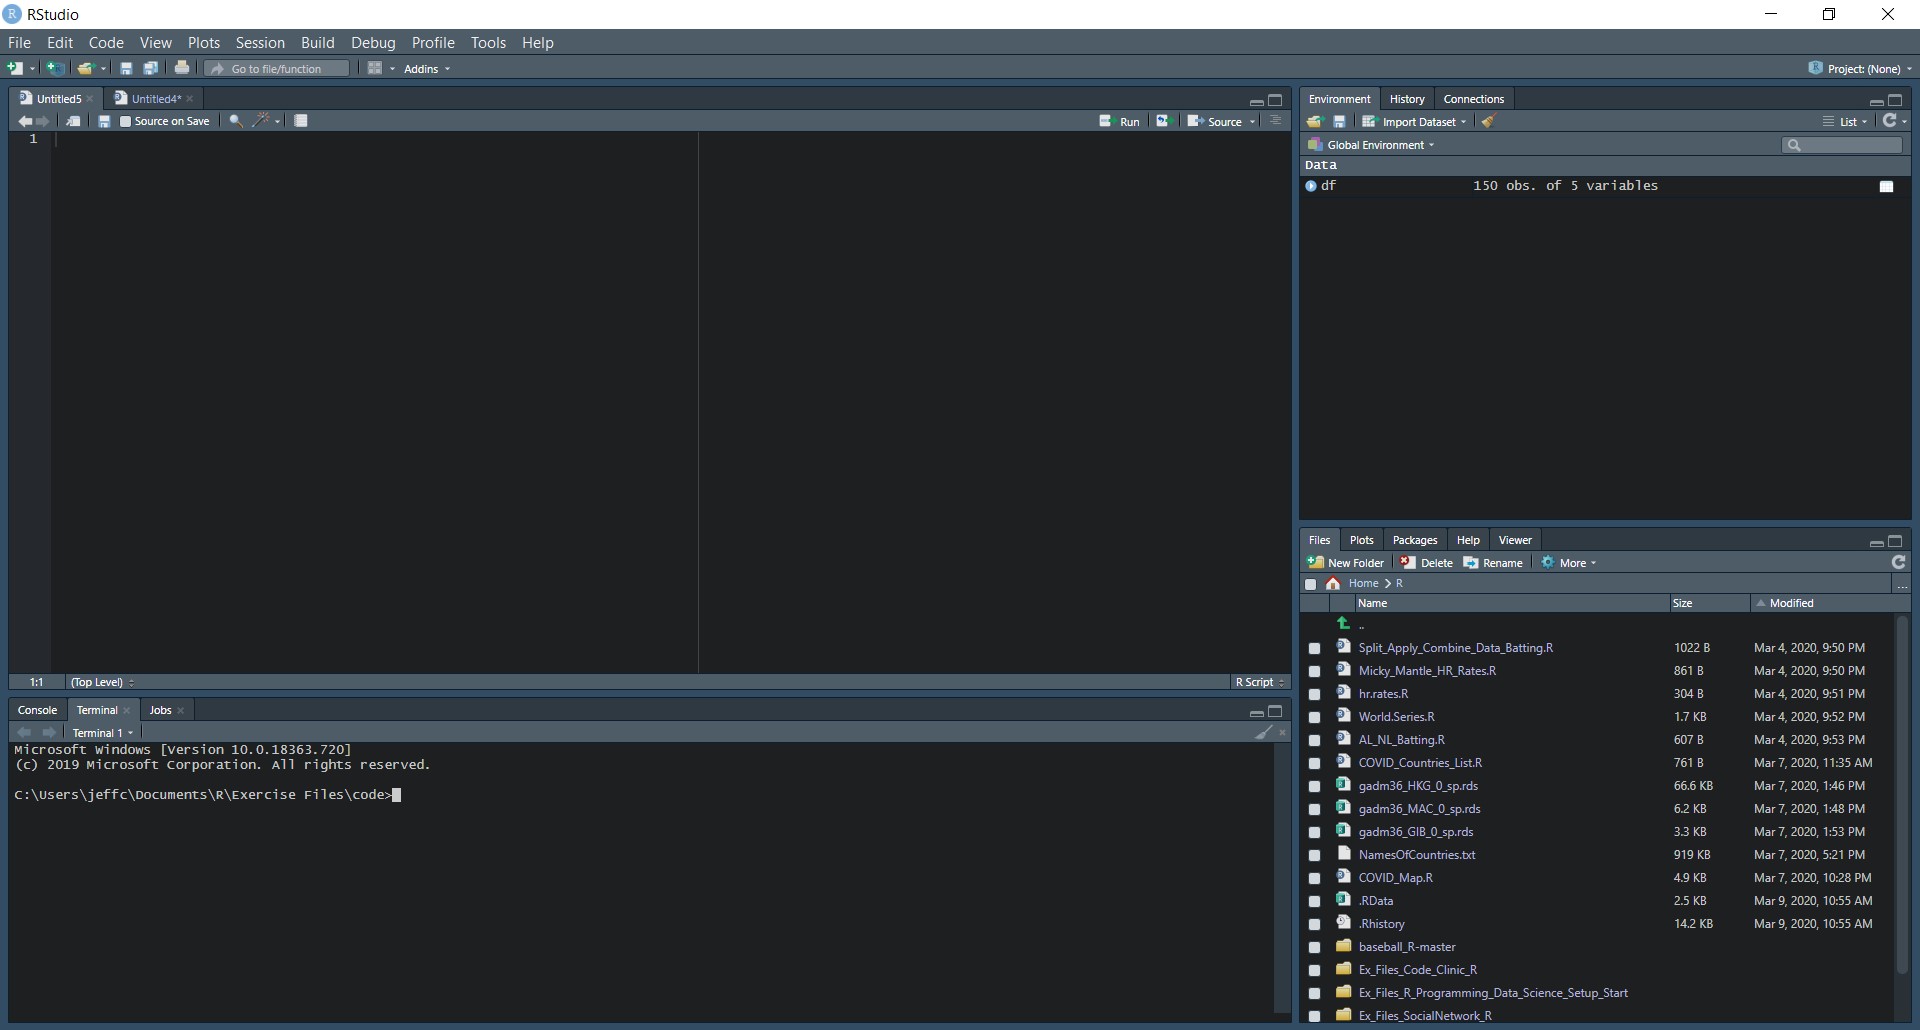 RStudio
File Edit Code View Plots Session Build Debug Profile Tools Help
Go to file/function Addins Project: (None)
Untitled5 Untitled4*
Source on Save Run Source
1
1:1 (Top Level) R Script
Console Terminal Jobs
Terminal 1
Microsoft Windows [Version 10.0.18363.720]
(c) 2019 Microsoft Corporation. All rights reserved.
C:\Users\jeffc\Documents\R\Exercise Files\code>
Environment History Connections
Import Dataset List
Global Environment
Data
df 150 obs. of 5 variables
Files Plots Packages Help Viewer
New Folder Delete Rename More
Home > R ...
Name Size Modified
..
Split_Apply_Combine_Data_Batting.R 1022 B Mar 4, 2020, 9:50 PM
Micky_Mantle_HR_Rates.R 861 B Mar 4, 2020, 9:50 PM
hr.rates.R 304 B Mar 4, 2020, 9:51 PM
World.Series.R 1.7 KB Mar 4, 2020, 9:52 PM
AL_NL_Batting.R 607 B Mar 4, 2020, 9:53 PM
COVID_Countries_List.R 761 B Mar 7, 2020, 11:35 AM
gadm36_HKG_0_sp.rds 66.6 KB Mar 7, 2020, 1:46 PM
gadm36_MAC_0_sp.rds 6.2 KB Mar 7, 2020, 1:48 PM
gadm36_GIB_0_sp.rds 3.3 KB Mar 7, 2020, 1:53 PM
NamesOfCountries.txt 919 KB Mar 7, 2020, 5:21 PM
COVID_Map.R 4.9 KB Mar 7, 2020, 10:28 PM
.RData 2.5 KB Mar 9, 2020, 10:55 AM
.Rhistory 14.2 KB Mar 9, 2020, 10:55 AM
baseball_R-master
Ex_Files_Code_Clinic_R
Ex_Files_R_Programming_Data_Science_Setup_Start
Ex_Files_SocialNetwork_R